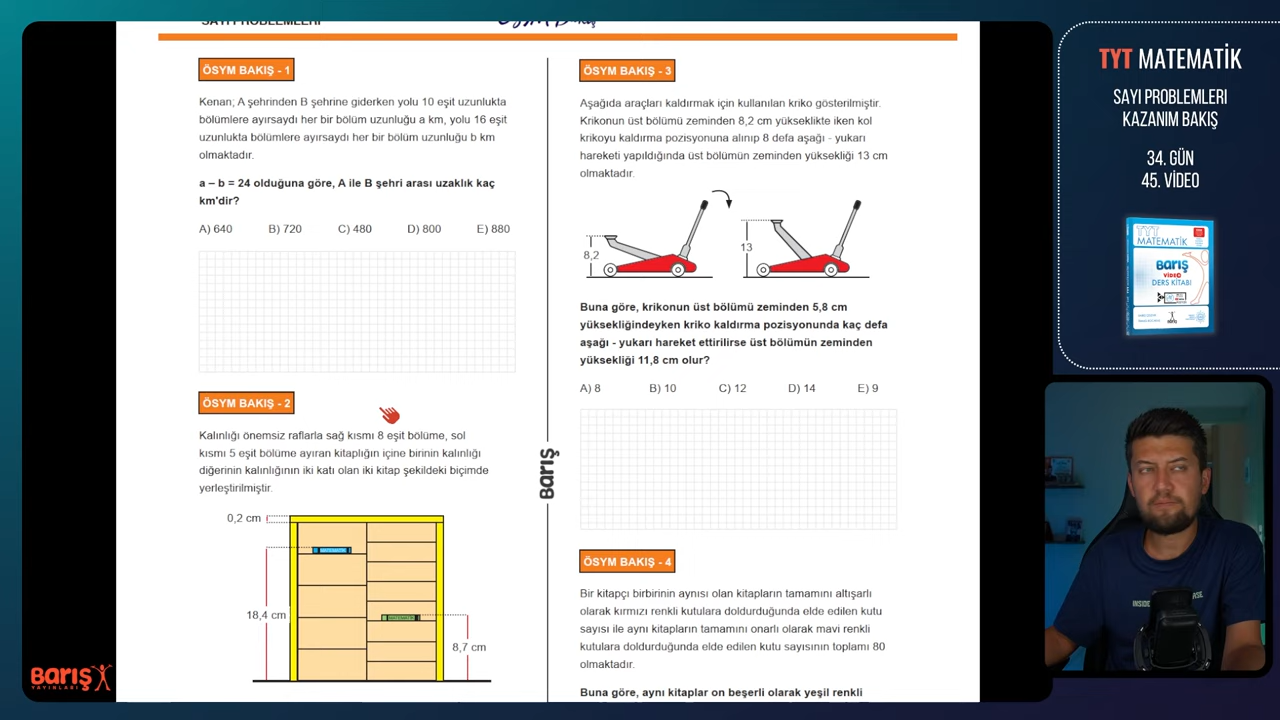 SAYI PROBLEMLERİ
ÖSYM BAKIŞ - 1
Kenan; A şehrinden B şehrine giderken yolu 10 eşit uzunlukta
bölümlere ayırsaydı her bir bölüm uzunluğu a km, yolu 16 eşit
uzunlukta bölümlere ayırsaydı her bir bölüm uzunluğu b km
olmaktadır.
a – b = 24 olduğuna göre, A ile B şehri arası uzaklık kaç
km'dir?
A) 640 B) 720 C) 480 D) 800 E) 880
ÖSYM BAKIŞ - 2
Kalınlığı önemsiz raflarla sağ kısmı 8 eşit bölüme, sol
kısmı 5 eşit bölüme ayıran kitaplığın içine birinin kalınlığı
diğerinin kalınlığının iki katı olan iki kitap şekildeki biçimde
yerleştirilmiştir.
0,2 cm
18,4 cm
8,7 cm
BARIŞ
ÖSYM BAKIŞ - 3
Aşağıda araçları kaldırmak için kullanılan kriko gösterilmiştir.
Krikonun üst bölümü zeminden 8,2 cm yükseklikte iken kol
krikoyu kaldırma pozisyonuna alınıp 8 defa aşağı - yukarı
hareketi yapıldığında üst bölümün zeminden yüksekliği 13 cm
olmaktadır.
8,2
13
Buna göre, krikonun üst bölümü zeminden 5,8 cm
yüksekliğindeyken kriko kaldırma pozisyonunda kaç defa
aşağı - yukarı hareket ettirilirse üst bölümün zeminden
yüksekliği 11,8 cm olur?
A) 8 B) 10 C) 12 D) 14 E) 9
ÖSYM BAKIŞ - 4
Bir kitapçı birbirinin aynısı olan kitapların tamamını altışarlı
olarak kırmızı renkli kutulara doldurduğunda elde edilen kutu
sayısı ile aynı kitapların tamamını onarlı olarak mavi renkli
kutulara doldurduğunda elde edilen kutu sayısının toplamı 80
olmaktadır.
Buna göre, aynı kitaplar on beşerli olarak yeşil renkli
TYT MATEMATİK
SAYI PROBLEMLERI
KAZANIM BAKIŞ
34. GÜN
45. VİDEO
TYT
MATEMATİK
BARIŞ
VİDEO
DERS KİTABI
INSIDE
BARIŞ
YAYINLARI